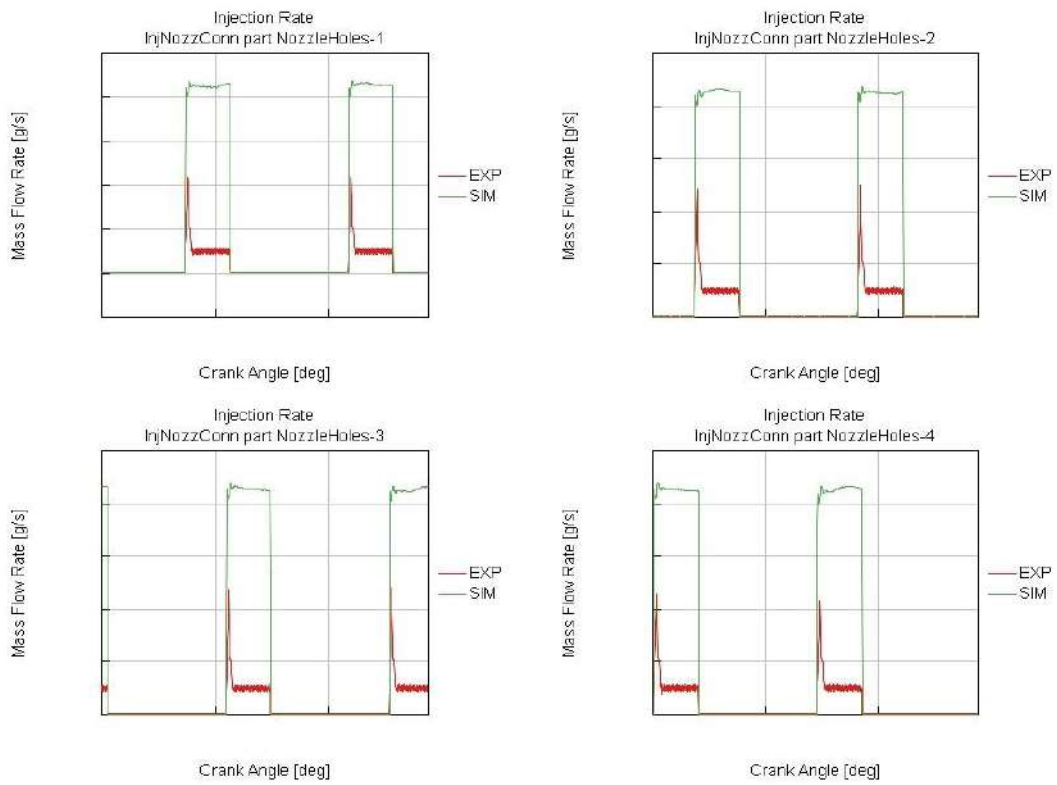 Injection Rate
InjNozzConn part NozzleHoles-1
Mass Flow Rate [g/s]
EXP
SIM
Crank Angle [deg]
Injection Rate
InjNozzConn part NozzleHoles-2
Mass Flow Rate [g/s]
EXP
SIM
Crank Angle [deg]
Injection Rate
InjNozzConn part NozzleHoles-3
Mass Flow Rate [g/s]
EXP
SIM
Crank Angle [deg]
Injection Rate
InjNozzConn part NozzleHoles-4
Mass Flow Rate [g/s]
EXP
SIM
Crank Angle [deg]